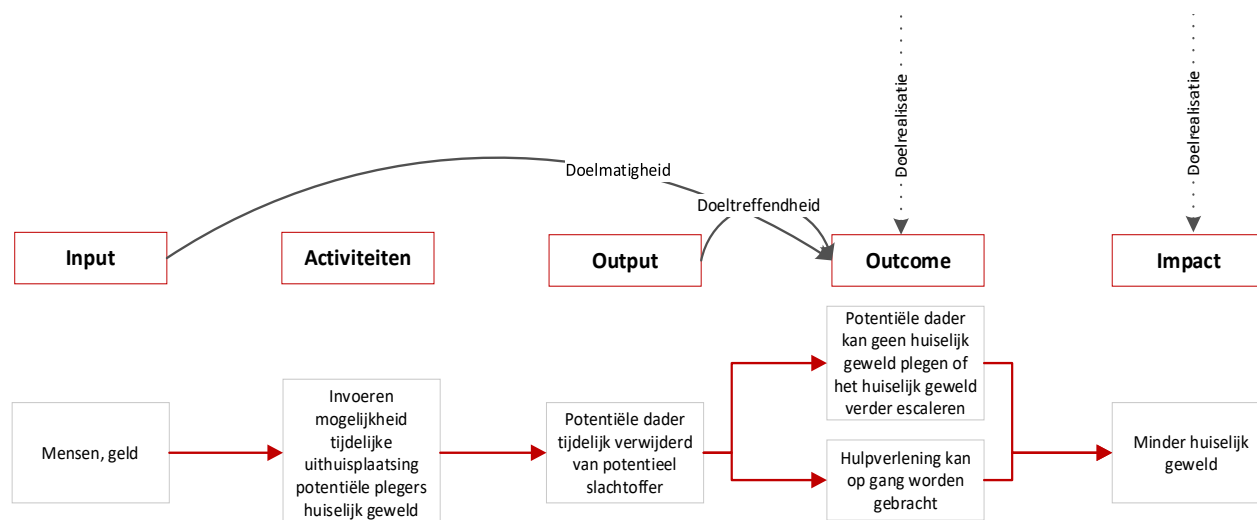 Doelrealisatie
Doelrealisatie
Doelmatigheid
Doeltreffendheid
Input
Activiteiten
Output
Outcome
Impact
Mensen, geld
Invoeren
mogelijkheid
tijdelijke
uithuisplaatsing
potentiële plegers
huiselijk geweld
Potentiële dader
tijdelijk verwijderd
van potentieel
slachtoffer
Potentiële dader
kan geen huiselijk
geweld plegen of
het huiselijk geweld
verder escaleren
Hulpverlening kan
op gang worden
gebracht
Minder huiselijk
geweld